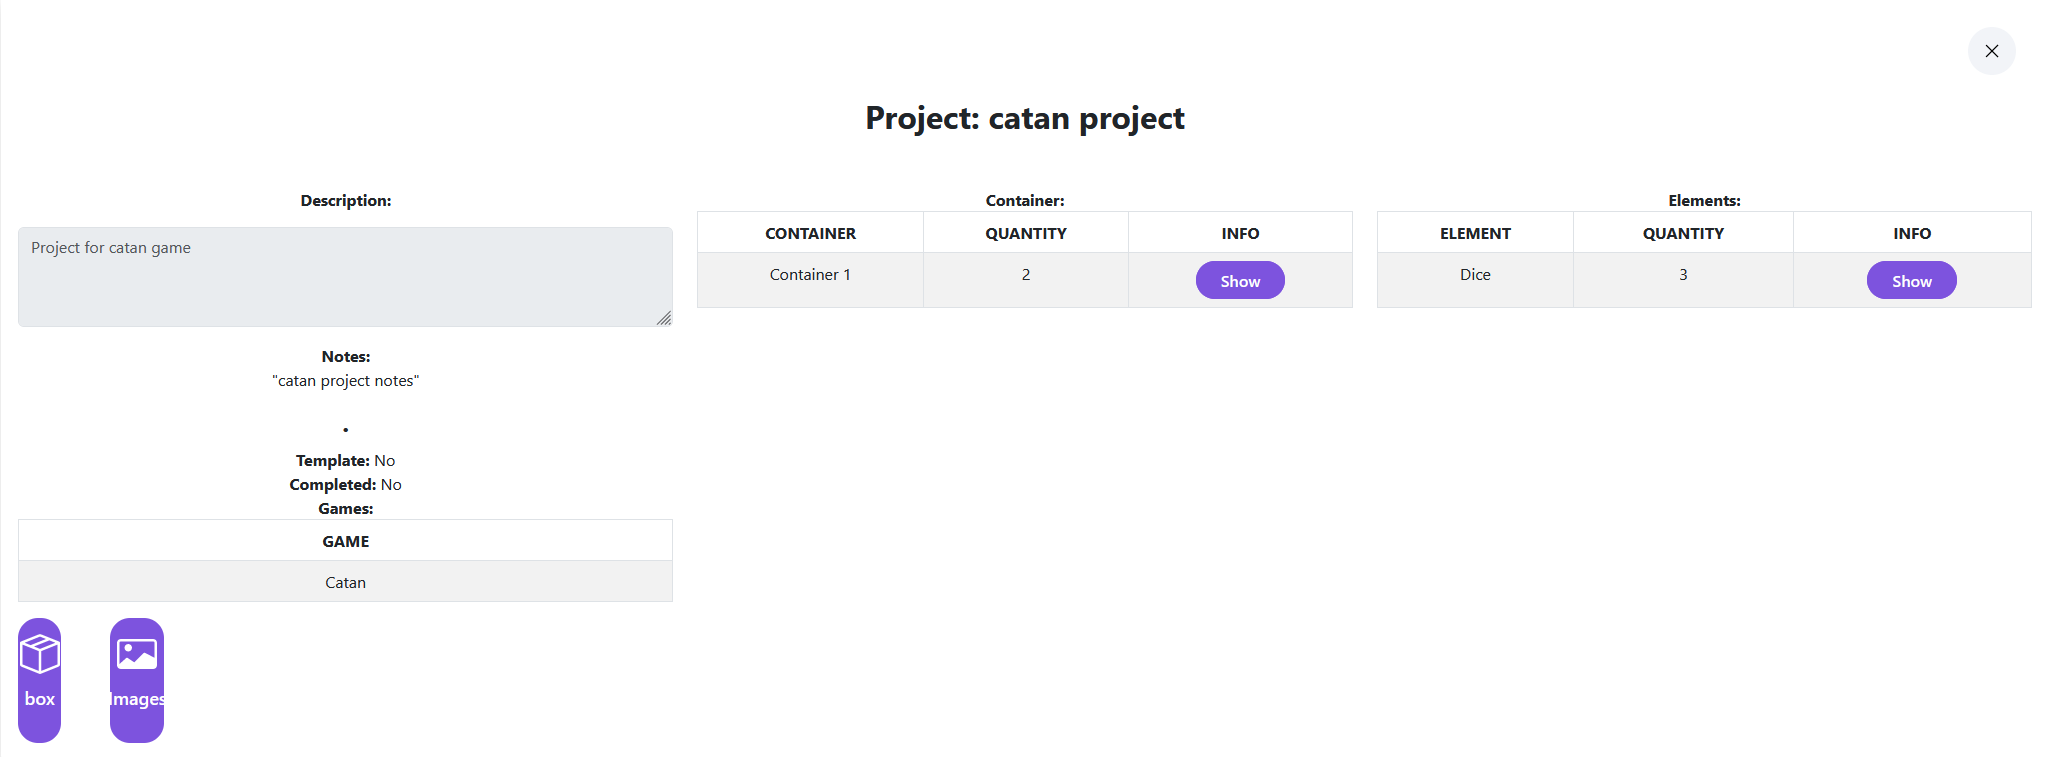 Project: catan project
Description:
Project for catan game
Notes:
"catan project notes"
.
Template: No
Completed: No
Games:
GAME
Catan
box
Images
Container:
CONTAINER QUANTITY INFO
Container 1 2 Show
Elements:
ELEMENT QUANTITY INFO
Dice 3 Show